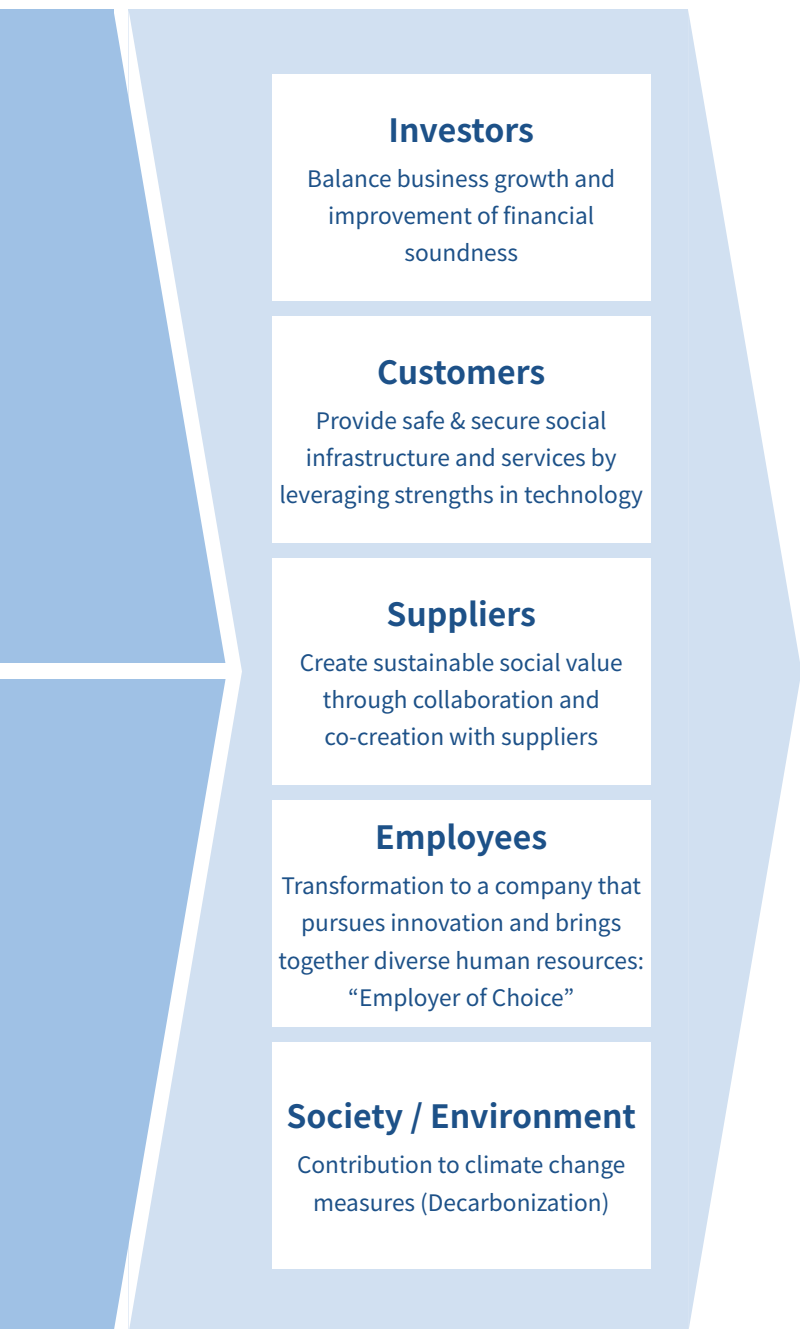 Investors
Balance business growth and
improvement of financial
soundness
Customers
Provide safe & secure social
infrastructure and services by
leveraging strengths in technology
Suppliers
Create sustainable social value
through collaboration and
co-creation with suppliers
Employees
Transformation to a company that
pursues innovation and brings
together diverse human resources:
“Employer of Choice”
Society / Environment
Contribution to climate change
measures (Decarbonization)